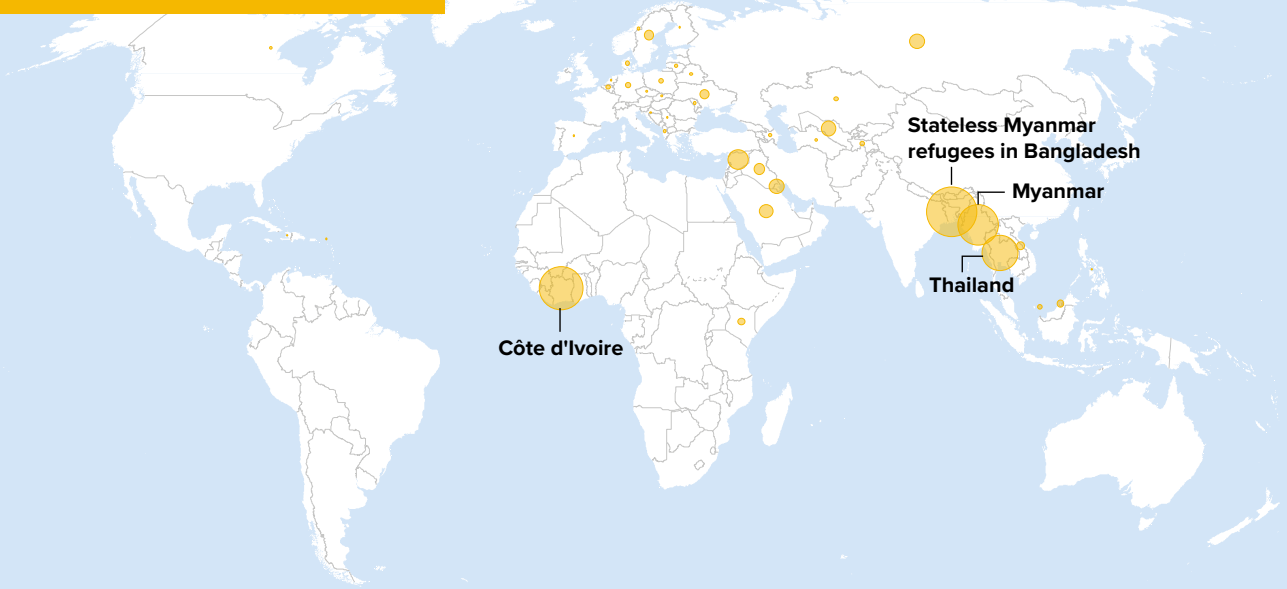 Stateless Myanmar
refugees in Bangladesh
Myanmar
Thailand
Côte d'Ivoire